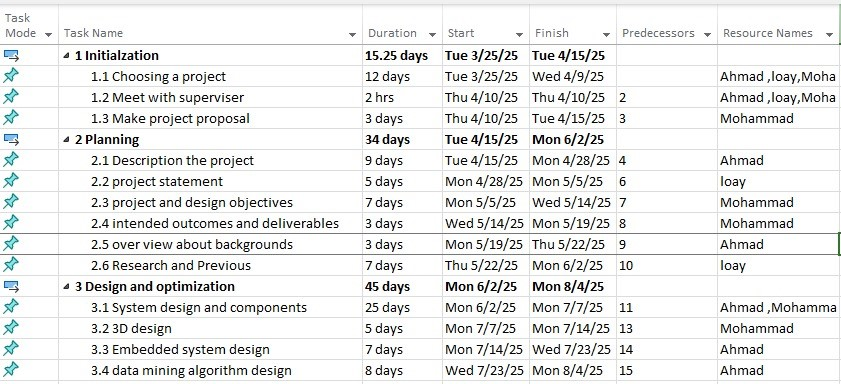 Task Mode Task Name Duration Start Finish Predecessors Resource Names
1 Initialzation 15.25 days Tue 3/25/25 Tue 4/15/25
1.1 Choosing a project 12 days Tue 3/25/25 Wed 4/9/25 Ahmad ,loay,Moha
1.2 Meet with superviser 2 hrs Thu 4/10/25 Thu 4/10/25 2 Ahmad ,loay,Moha
1.3 Make project proposal 3 days Thu 4/10/25 Tue 4/15/25 3 Mohammad
2 Planning 34 days Tue 4/15/25 Mon 6/2/25
2.1 Description the project 9 days Tue 4/15/25 Mon 4/28/25 4 Ahmad
2.2 project statement 5 days Mon 4/28/25 Mon 5/5/25 6 loay
2.3 project and design objectives 7 days Mon 5/5/25 Wed 5/14/25 7 Mohammad
2.4 intended outcomes and deliverables 3 days Wed 5/14/25 Mon 5/19/25 8 Mohammad
2.5 over view about backgrounds 3 days Mon 5/19/25 Thu 5/22/25 9 Ahmad
2.6 Research and Previous 7 days Thu 5/22/25 Mon 6/2/25 10 loay
3 Design and optimization 45 days Mon 6/2/25 Mon 8/4/25
3.1 System design and components 25 days Mon 6/2/25 Mon 7/7/25 11 Ahmad ,Mohamma
3.2 3D design 5 days Mon 7/7/25 Mon 7/14/25 13 Mohammad
3.3 Embedded system design 7 days Mon 7/14/25 Wed 7/23/25 14 Ahmad
3.4 data mining algorithm design 8 days Wed 7/23/25 Mon 8/4/25 15 Ahmad